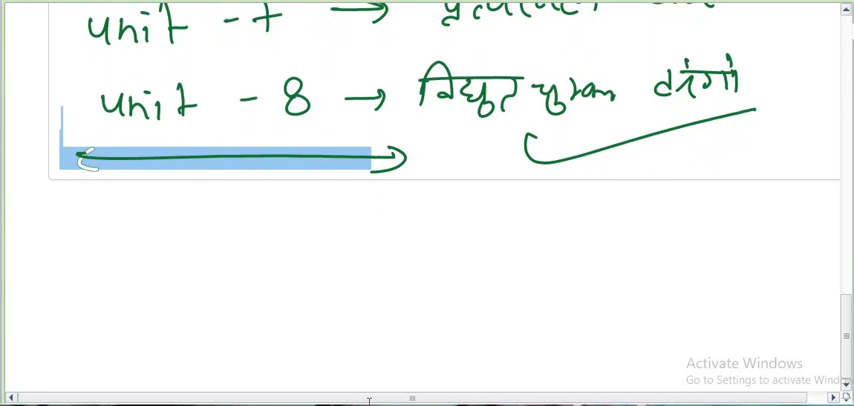 unit - 7 →
unit - 8 → विद्युत चुम्बक तरंगों
Activate Windows
Go to Settings to activate Wind